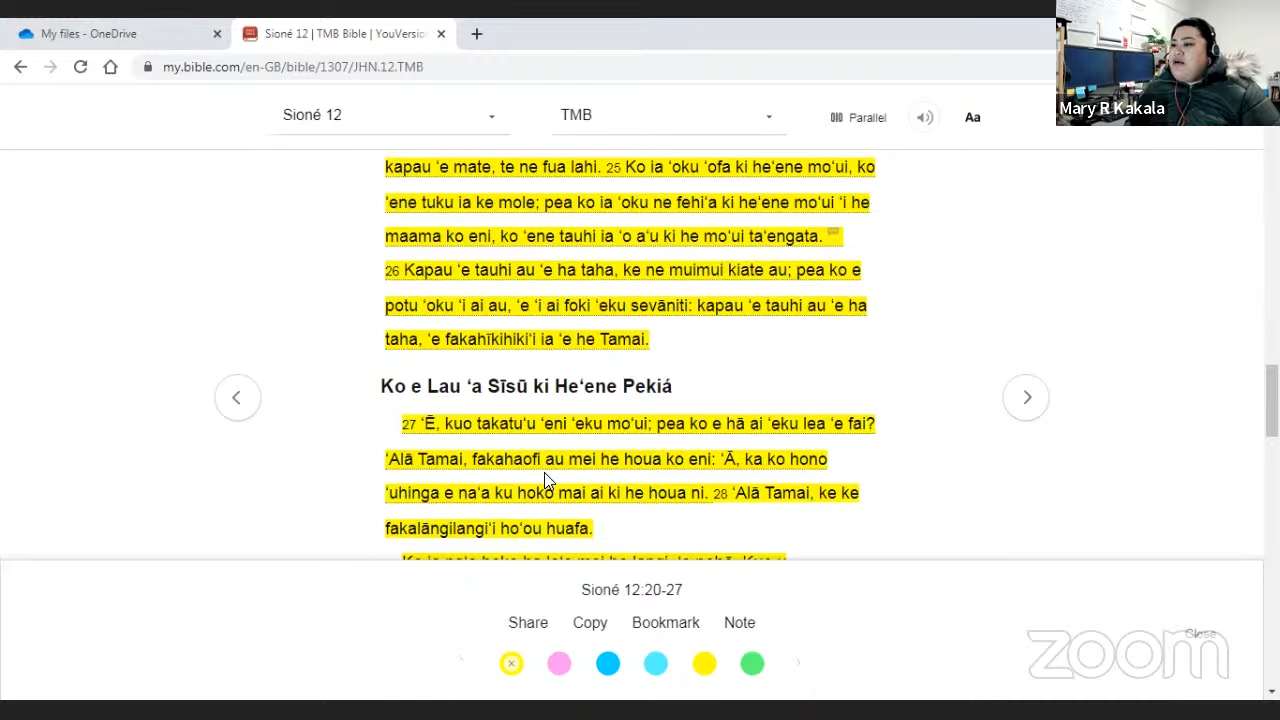 My files - OneDrive
Sioné 12 | TMB Bible | YouVersio
my.bible.com/en-GB/bible/1307/JHN.12.TMB
Mary R Kakala
Sioné 12
TMB
Parallel
Aa
kapau ʻe mate, te ne fua lahi. 25 Ko ia ʻoku ʻofa ki heʻene moʻui, ko
ʻene tuku ia ke mole; pea ko ia ʻoku ne fehiʻa ki heʻene moʻui ʻi he
maama ko eni, ko ʻene tauhi ia ʻo aʻu ki he moʻui taʻengata.
26 Kapau ʻe tauhi au ʻe ha taha, ke ne muimui kiate au; pea ko e
potu ʻoku ʻi ai au, ʻe ʻi ai foki ʻeku sevāniti: kapau ʻe tauhi au ʻe ha
taha, ʻe fakahīkihikiʻi ia ʻe he Tamai.
Ko e Lau ʻa Sīsū ki Heʻene Pekiá
27 ʻĒ, kuo takatuʻu ʻeni ʻeku moʻui; pea ko e hā ai ʻeku lea ʻe fai?
ʻAlā Tamai, fakahaofi au mei he houa ko eni: ʻĀ, ka ko hono
ʻuhinga e naʻa ku hoko mai ai ki he houa ni. 28 ʻAlā Tamai, ke ke
fakalāngilangiʻi hoʻou huafa.
Sioné 12:20-27
Share Copy Bookmark Note
Close
zoom